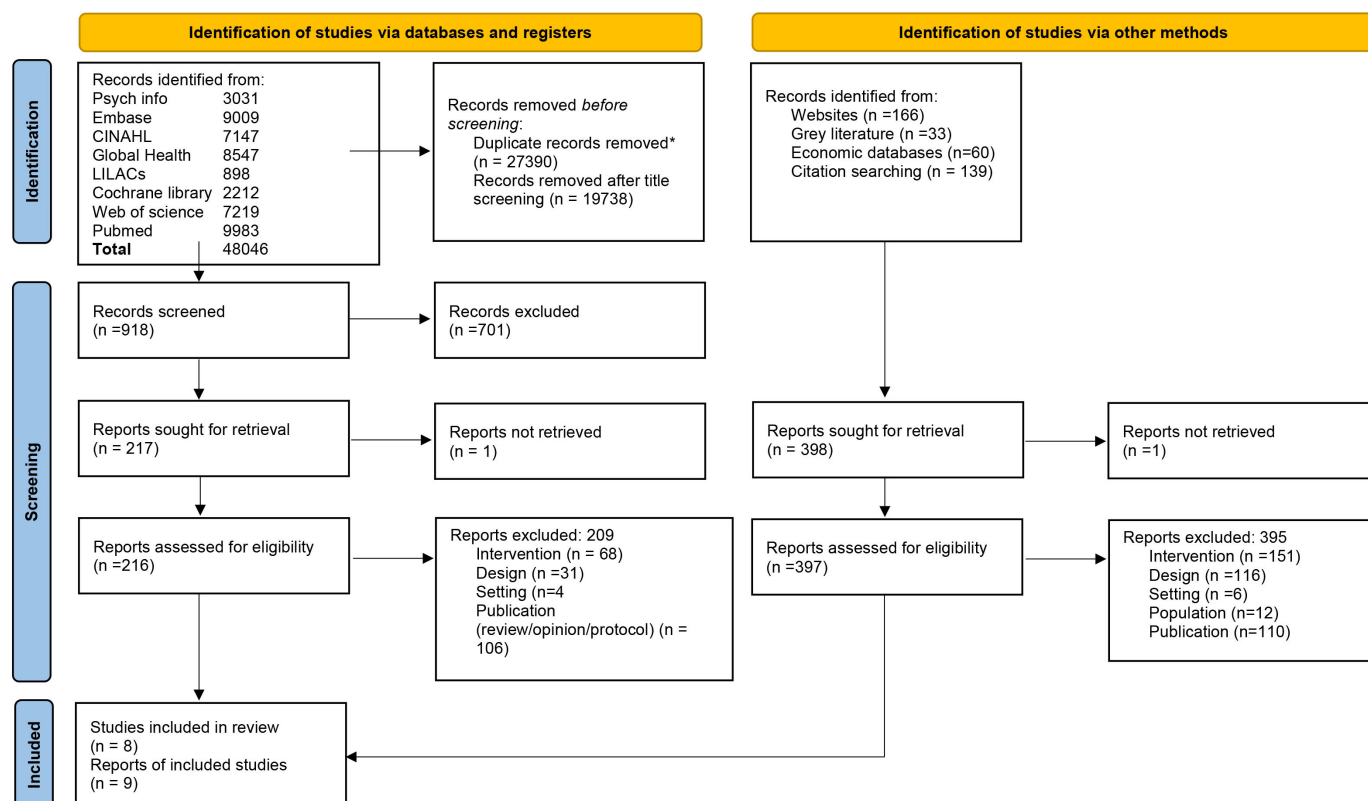 Identification of studies via databases and registers
Identification of studies via other methods
Identification
Records identified from:
Psych info 3031
Embase 9009
CINAHL 7147
Global Health 8547
LILACs 898
Cochrane library 2212
Web of science 7219
Pubmed 9983
Total 48046
Records removed before
screening:
Duplicate records removed*
(n = 27390)
Records removed after title
screening (n = 19738)
Records identified from:
Websites (n =166)
Grey literature (n =33)
Economic databases (n=60)
Citation searching (n = 139)
Screening
Records screened
(n =918)
Records excluded
(n =701)
Reports sought for retrieval
(n = 217)
Reports not retrieved
(n = 1)
Reports sought for retrieval
(n = 398)
Reports not retrieved
(n =1)
Reports assessed for eligibility
(n =216)
Reports excluded: 209
Intervention (n = 68)
Design (n =31)
Setting (n=4
Publication
(review/opinion/protocol) (n =
106)
Reports assessed for eligibility
(n =397)
Reports excluded: 395
Intervention (n =151)
Design (n =116)
Setting (n =6)
Population (n=12)
Publication (n=110)
Included
Studies included in review
(n = 8)
Reports of included studies
(n = 9)